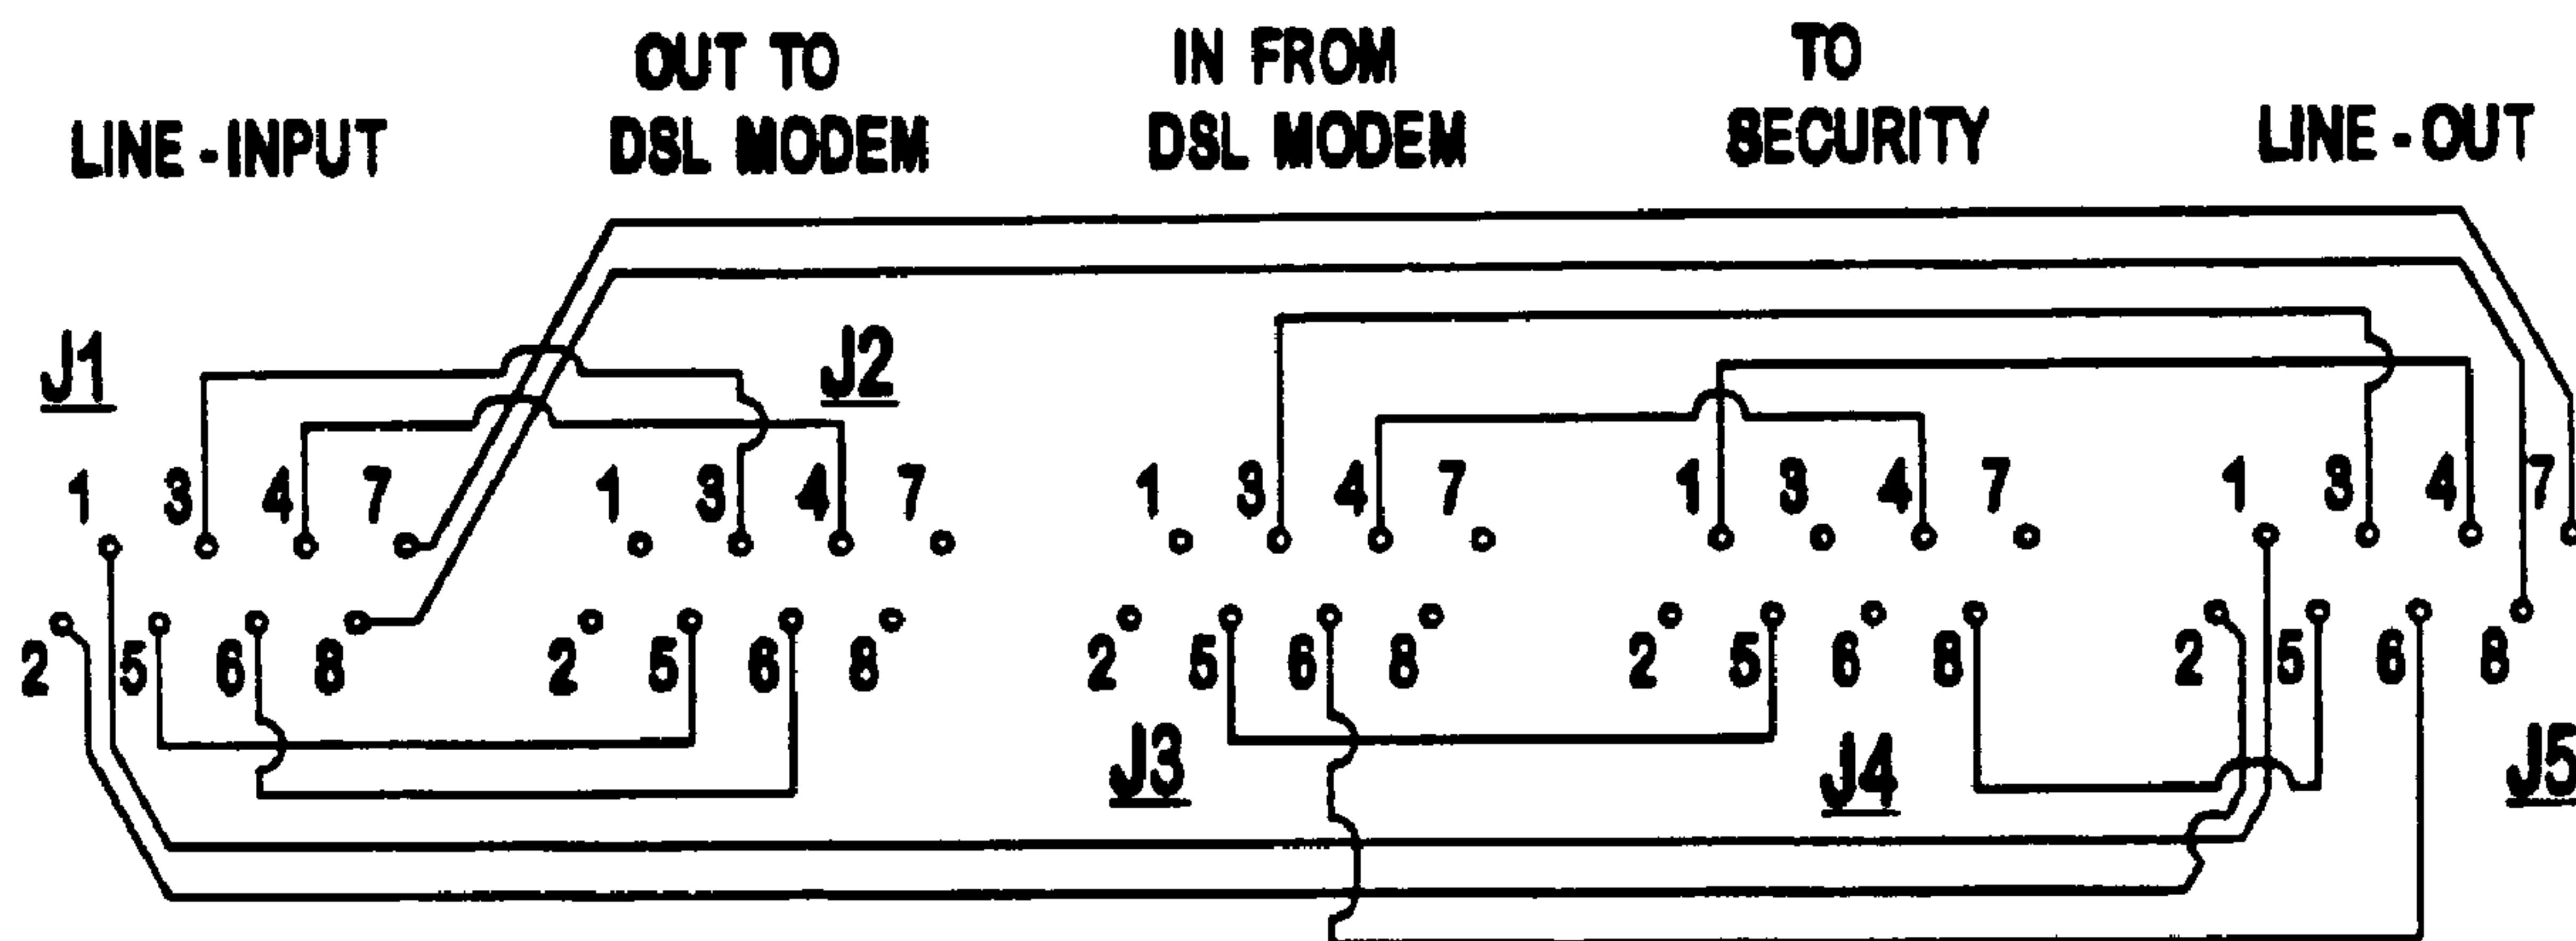 LINE - INPUT
OUT TO
DSL MODEM
IN FROM
DSL MODEM
TO
SECURITY
LINE - OUT
J1
J2
1 3 4 7 1 3 4 7 1 3 4 7 1 3 4 7 1 3 4 7
2 5 6 8 2 5 6 8 2 5 6 8 2 5 6 8 2 5 6 8
J3
J4
J5